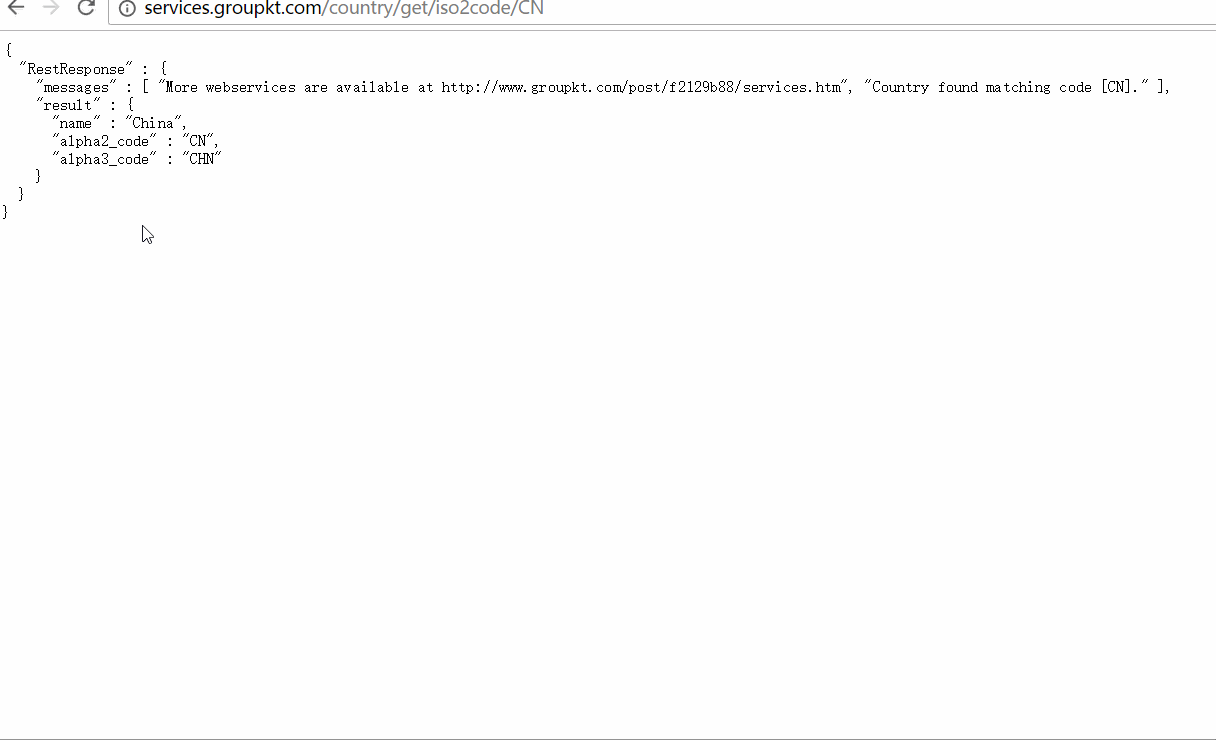 services.groupkt.com/country/get/iso2code/CN
{
"RestResponse" : {
"messages" : [ "More webservices are available at http://www.groupkt.com/post/f2129b88/services.htm", "Country found matching code [CN]." ],
"result" : {
"name" : "China",
"alpha2_code" : "CN",
"alpha3_code" : "CHN"
}
}
}